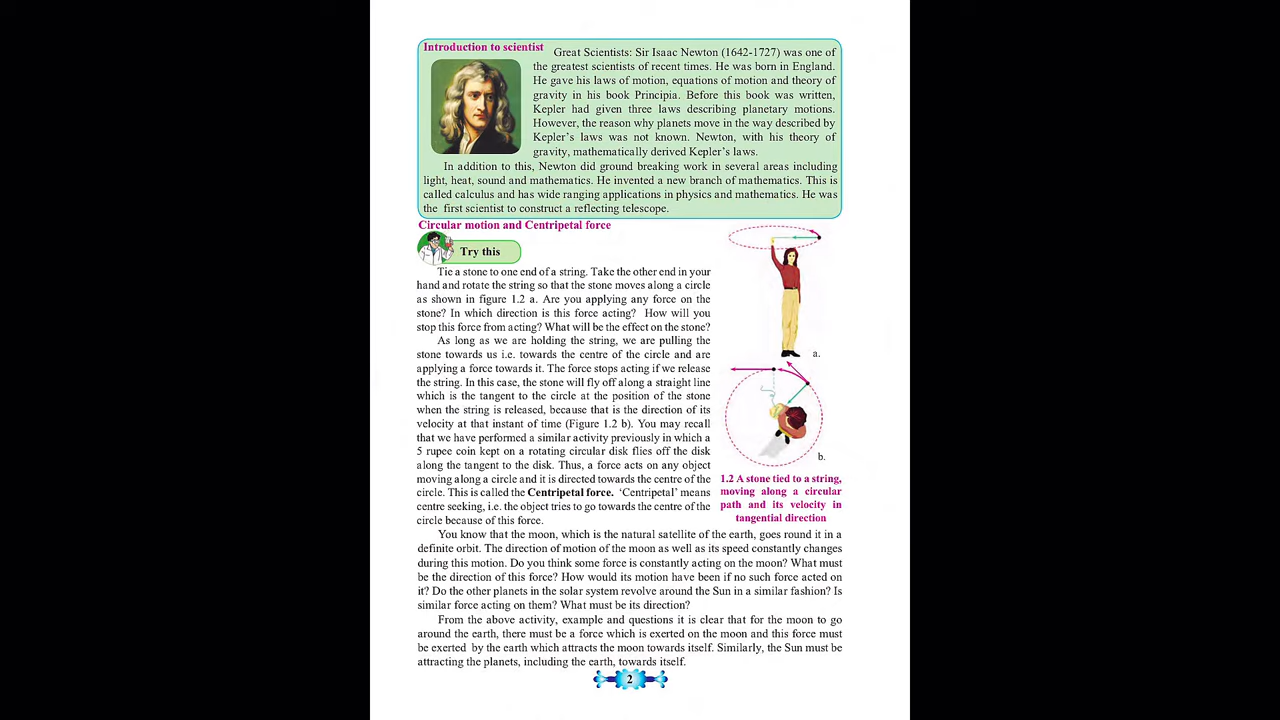 Introduction to scientist
Great Scientists: Sir Isaac Newton (1642-1727) was one of
the greatest scientists of recent times. He was born in England.
He gave his laws of motion, equations of motion and theory of
gravity in his book Principia. Before this book was written,
Kepler had given three laws describing planetary motions.
However, the reason why planets move in the way described by
Kepler's laws was not known. Newton, with his theory of
gravity, mathematically derived Kepler's laws.
In addition to this, Newton did ground breaking work in several areas including
light, heat, sound and mathematics. He invented a new branch of mathematics. This is
called calculus and has wide ranging applications in physics and mathematics. He was
the first scientist to construct a reflecting telescope.
Circular motion and Centripetal force
Try this
Tie a stone to one end of a string. Take the other end in your
hand and rotate the string so that the stone moves along a circle
as shown in figure 1.2 a. Are you applying any force on the
stone? In which direction is this force acting? How will you
stop this force from acting? What will be the effect on the stone?
As long as we are holding the string, we are pulling the
stone towards us i.e. towards the centre of the circle and are
applying a force towards it. The force stops acting if we release
the string. In this case, the stone will fly off along a straight line
which is the tangent to the circle at the position of the stone
when the string is released, because that is the direction of its
velocity at that instant of time (Figure 1.2 b). You may recall
that we have performed a similar activity previously in which a
5 rupee coin kept on a rotating circular disk flies off the disk
along the tangent to the disk. Thus, a force acts on any object
moving along a circle and it is directed towards the centre of the
circle. This is called the Centripetal force. 'Centripetal' means
centre seeking, i.e. the object tries to go towards the centre of the
circle because of this force.
a.
b.
1.2 A stone tied to a string,
moving along a circular
path and its velocity in
tangential direction
You know that the moon, which is the natural satellite of the earth, goes round it in a
definite orbit. The direction of motion of the moon as well as its speed constantly changes
during this motion. Do you think some force is constantly acting on the moon? What must
be the direction of this force? How would its motion have been if no such force acted on
it? Do the other planets in the solar system revolve around the Sun in a similar fashion? Is
similar force acting on them? What must be its direction?
From the above activity, example and questions it is clear that for the moon to go
around the earth, there must be a force which is exerted on the moon and this force must
be exerted by the earth which attracts the moon towards itself. Similarly, the Sun must be
attracting the planets, including the earth, towards itself.
2